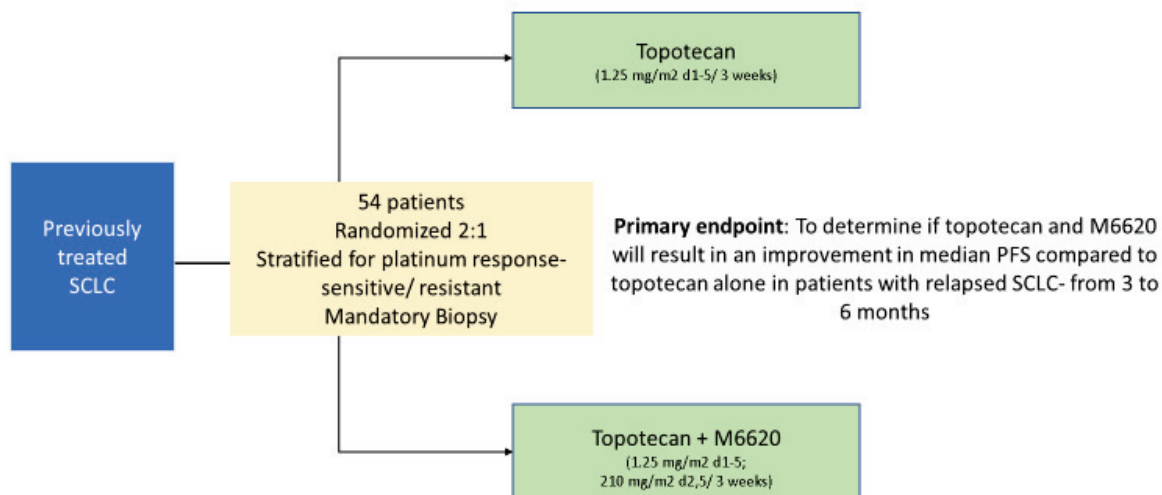 Topotecan
(1.25 mg/m2 d1-5/ 3 weeks)
Previously
treated
SCLC
54 patients
Randomized 2:1
Stratified for platinum response-
sensitive/ resistant
Mandatory Biopsy
Primary endpoint: To determine if topotecan and M6620
will result in an improvement in median PFS compared to
topotecan alone in patients with relapsed SCLC- from 3 to
6 months
Topotecan + M6620
(1.25 mg/m2 d1-5;
210 mg/m2 d2,5/ 3 weeks)